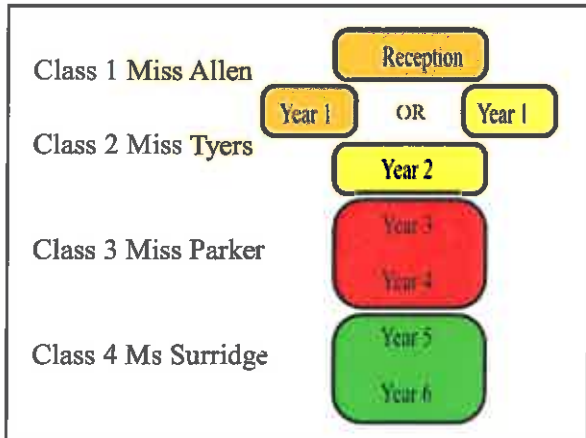 Class 1 Miss Allen
Reception
Year 1 OR Year 1
Class 2 Miss Tyers
Year 2
Year 3
Class 3 Miss Parker
Year 4
Year 5
Class 4 Ms Surridge
Year 6